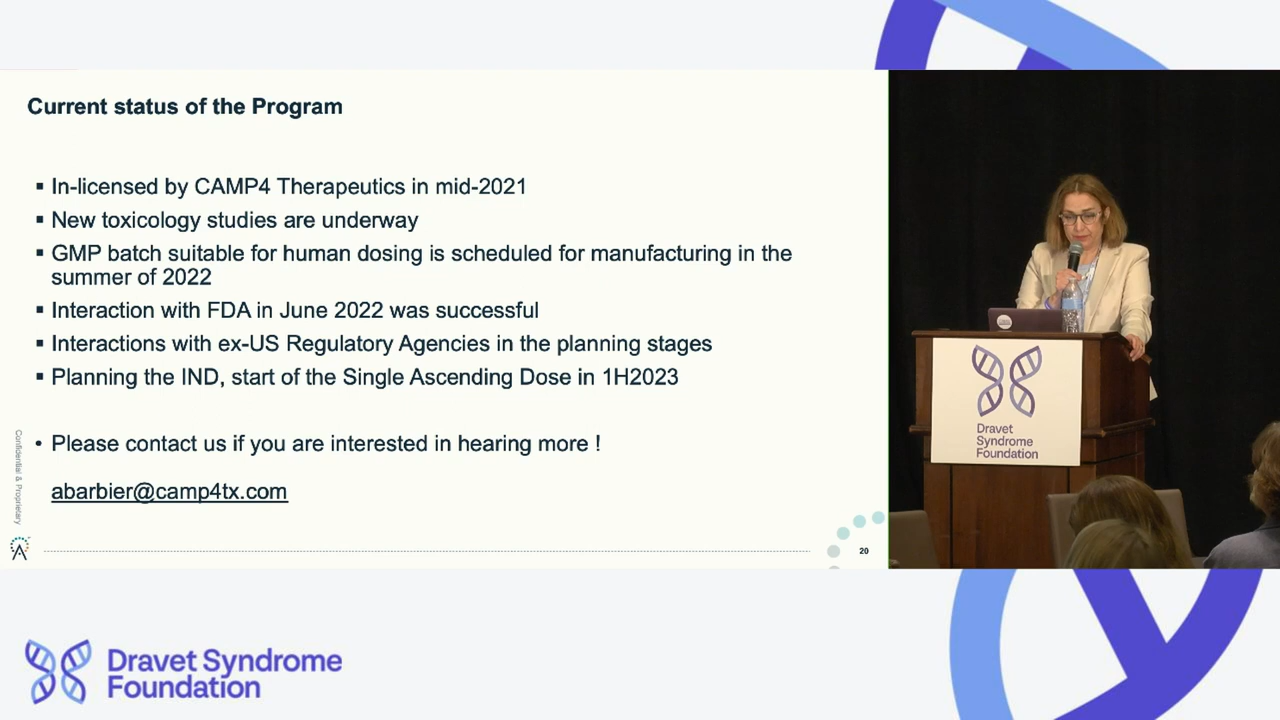 Current status of the Program
▪ In-licensed by CAMP4 Therapeutics in mid-2021
▪ New toxicology studies are underway
▪ GMP batch suitable for human dosing is scheduled for manufacturing in the
summer of 2022
▪ Interaction with FDA in June 2022 was successful
▪ Interactions with ex-US Regulatory Agencies in the planning stages
▪ Planning the IND, start of the Single Ascending Dose in 1H2023
• Please contact us if you are interested in hearing more !
abarbier@camp4tx.com
Confidential & Proprietary
20
Dravet
Syndrome
Foundation
Dravet Syndrome
Foundation